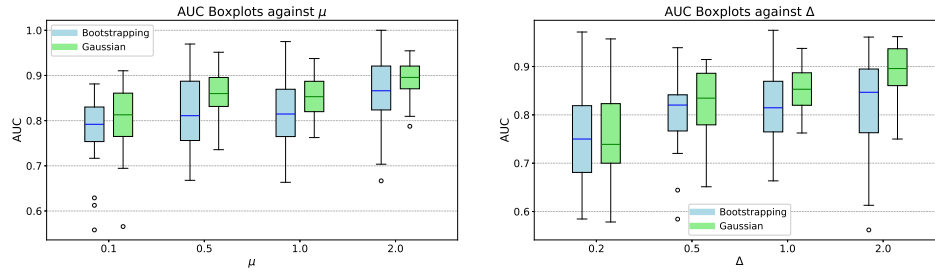 AUC Boxplots against μ
Bootstrapping
Gaussian
AUC
1.0
0.9
0.8
0.7
0.6
0.1
0.5
1.0
2.0
μ
AUC Boxplots against Δ
AUC
0.9
0.8
0.7
0.6
Bootstrapping
Gaussian
0.2
0.5
1.0
2.0
Δ